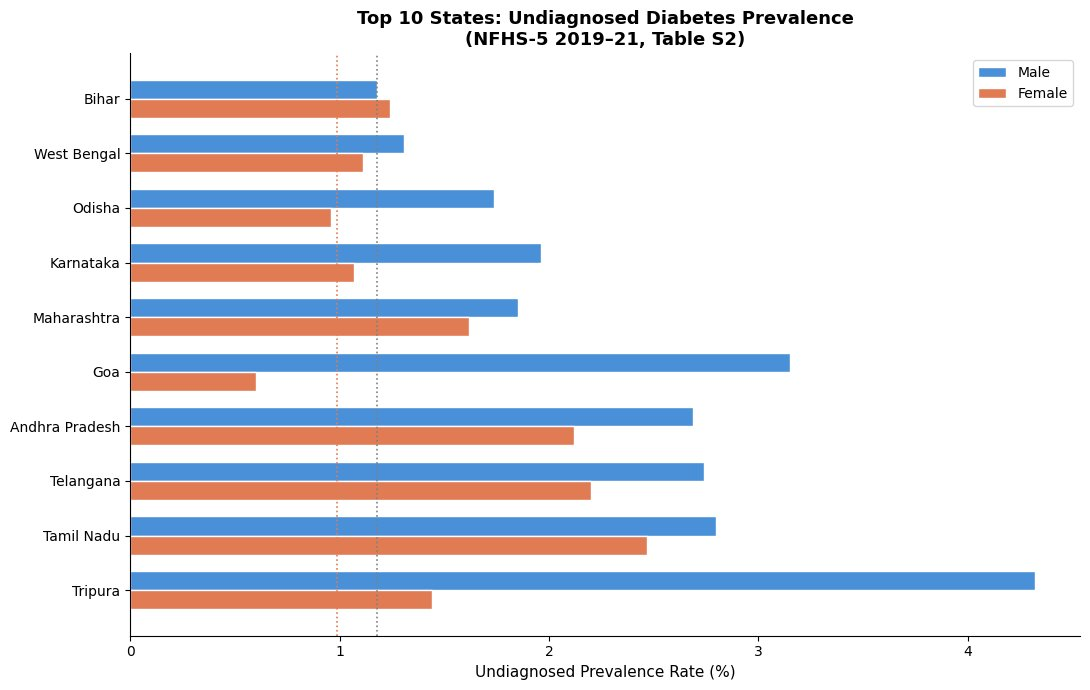 Top 10 States: Undiagnosed Diabetes Prevalence
(NFHS-5 2019–21, Table S2)
Male
Female
Bihar
West Bengal
Odisha
Karnataka
Maharashtra
Goa
Andhra Pradesh
Telangana
Tamil Nadu
Tripura
0 1 2 3 4
Undiagnosed Prevalence Rate (%)